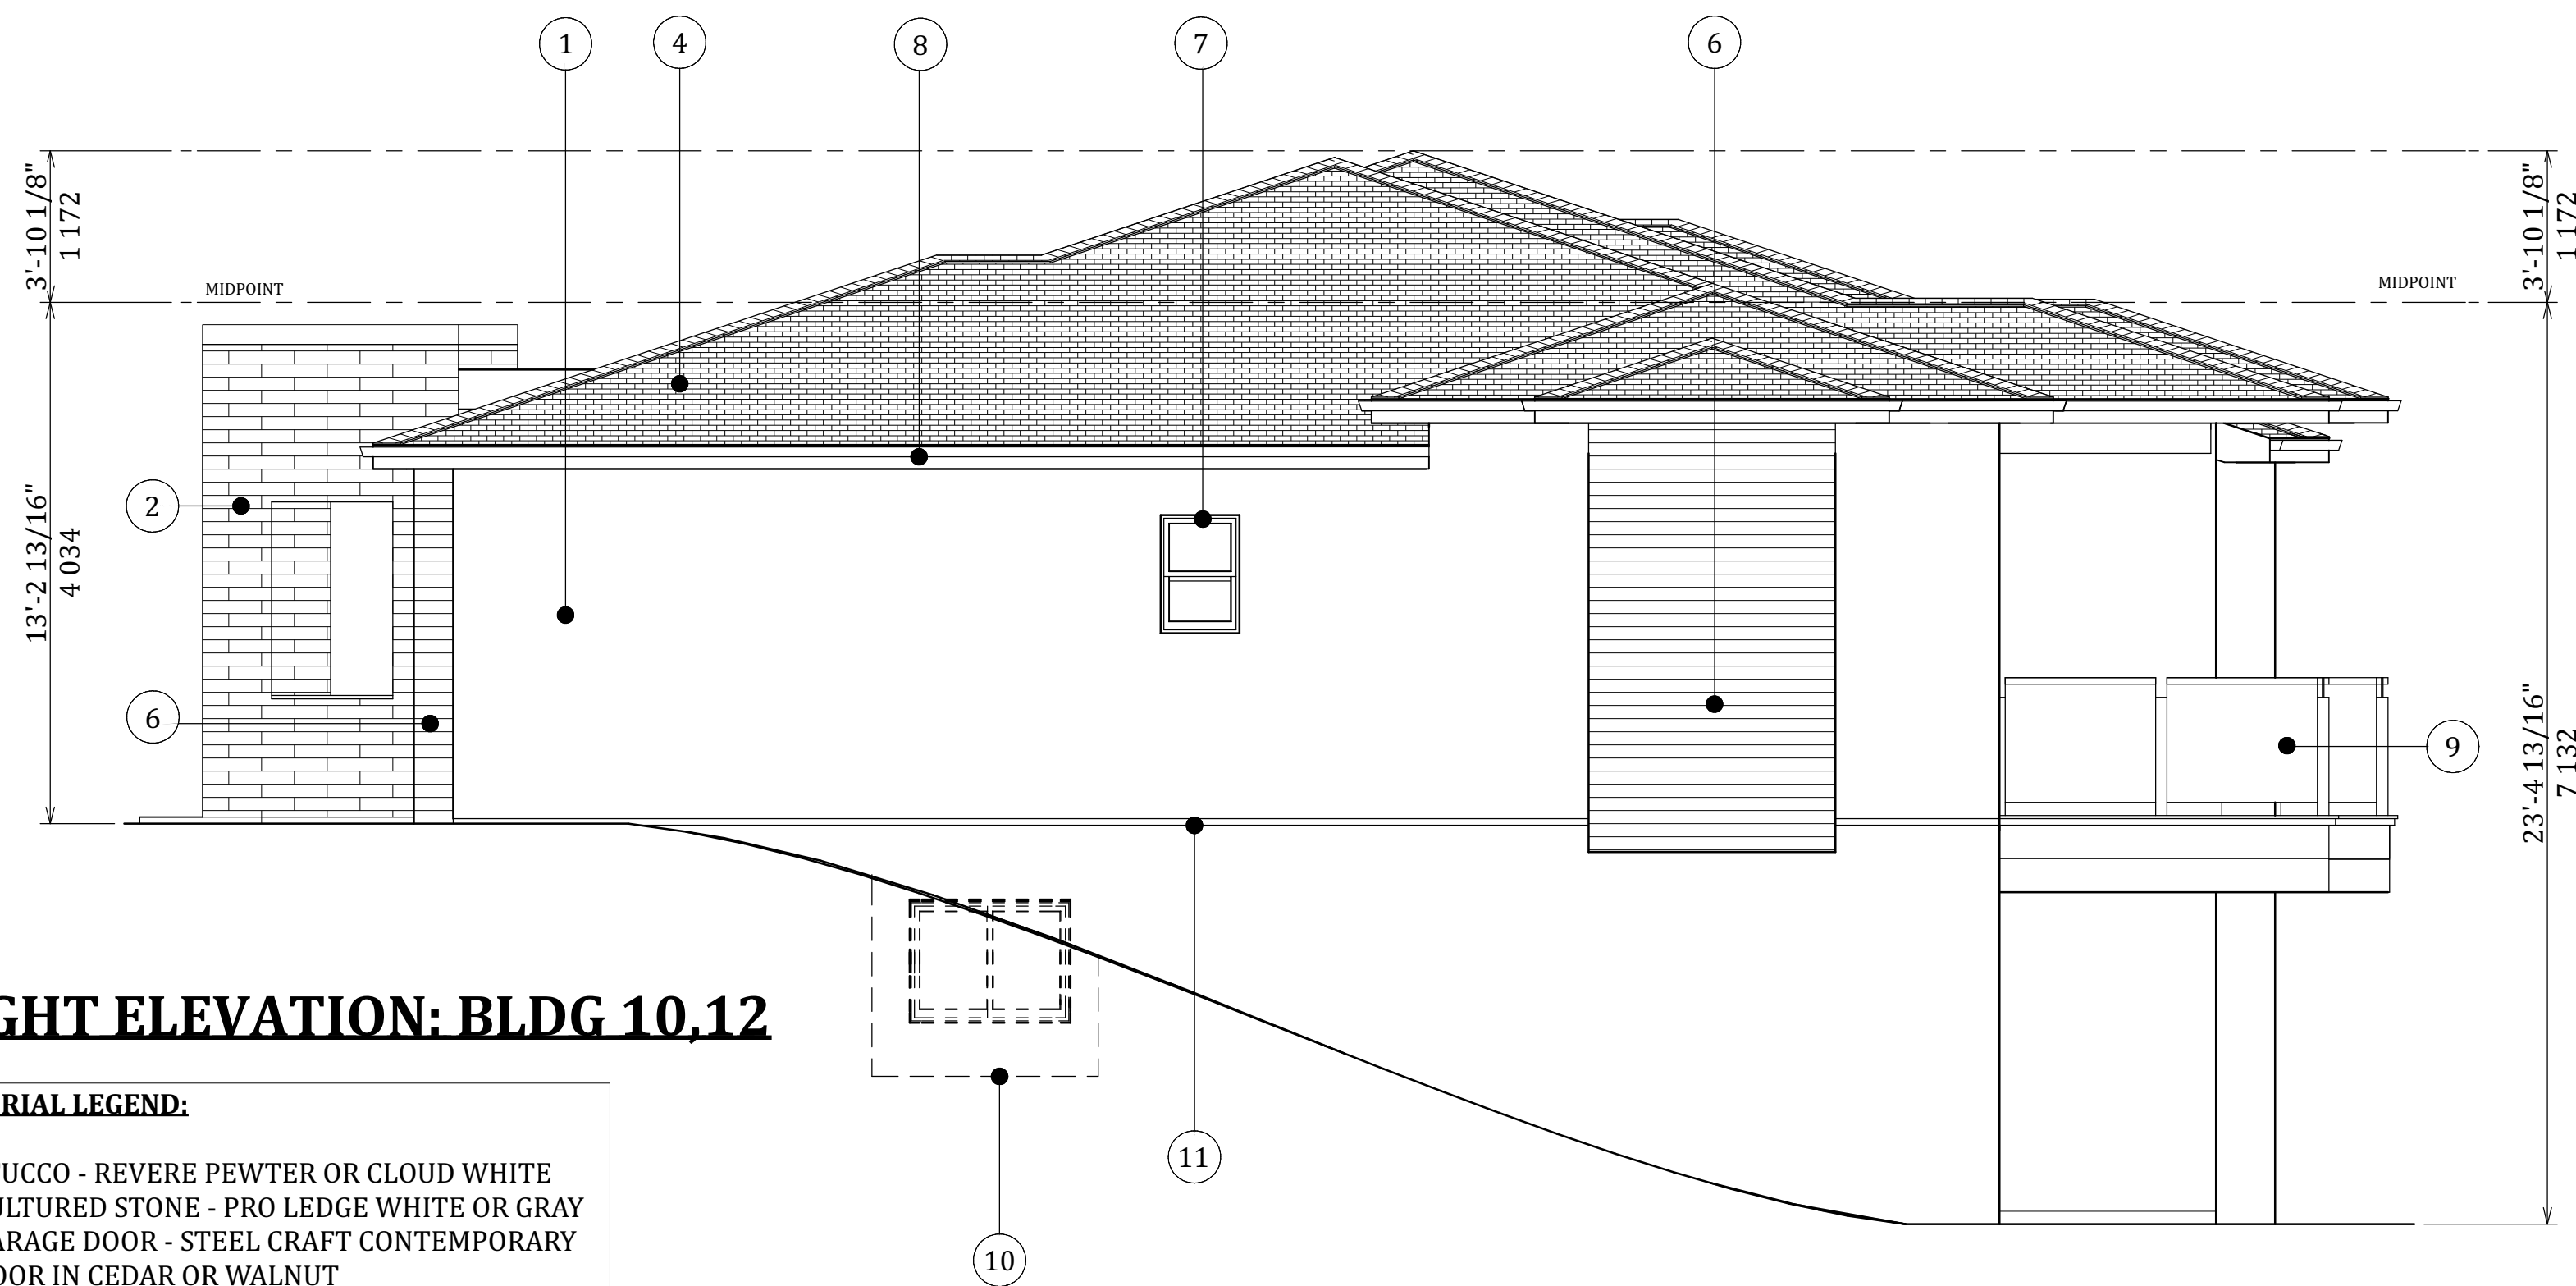 1
4
8
7
6
3'-10 1/8"
1 172
3'-10 1/8"
1 172
MIDPOINT
MIDPOINT
2
13'-2 13/16"
4 034
6
9
23'-4 13/16"
7 132
GHT ELEVATION: BLDG 10,12
RIAL LEGEND:
11
UCCO - REVERE PEWTER OR CLOUD WHITE
ULTURED STONE - PRO LEDGE WHITE OR GRAY
ARAGE DOOR - STEEL CRAFT CONTEMPORARY
OOR IN CEDAR OR WALNUT
10